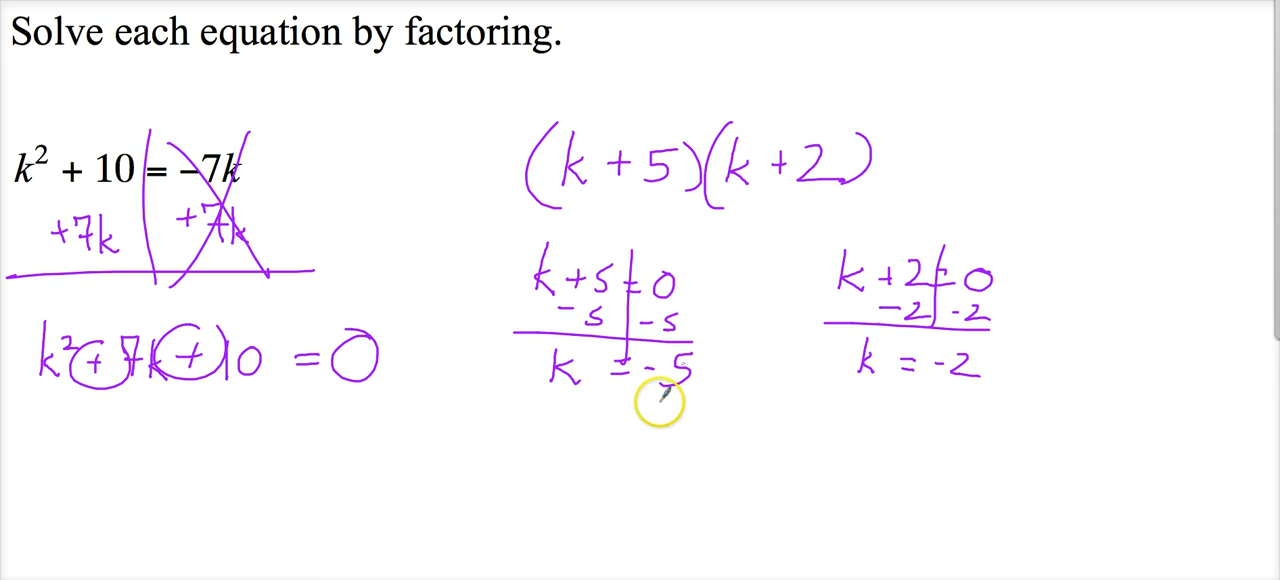 Solve each equation by factoring.
k² + 10 = −7k
+7k +7k
k² + 7k + 10 = 0
(k + 5)(k + 2)
k + 5 = 0
− 5 − 5
k = − 5
k + 2 = 0
− 2 - 2
k = - 2